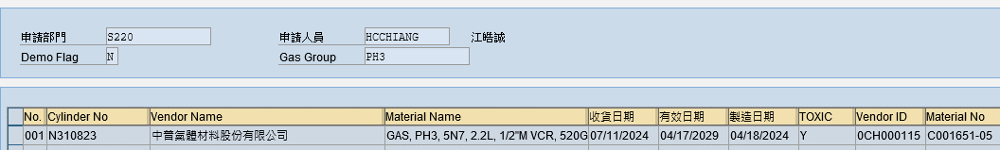 申請部門 S220 申請人員 HCCHIANG 江皓誠
Demo Flag N Gas Group PH3
No. Cylinder No Vendor Name Material Name 收貨日期 有效日期 製造日期 TOXIC Vendor ID Material No
001 N310823 中普氣體材料股份有限公司 GAS, PH3, 5N7, 2.2L, 1/2"M VCR, 520G 07/11/2024 04/17/2029 04/18/2024 Y 0CH000115 C001651-05